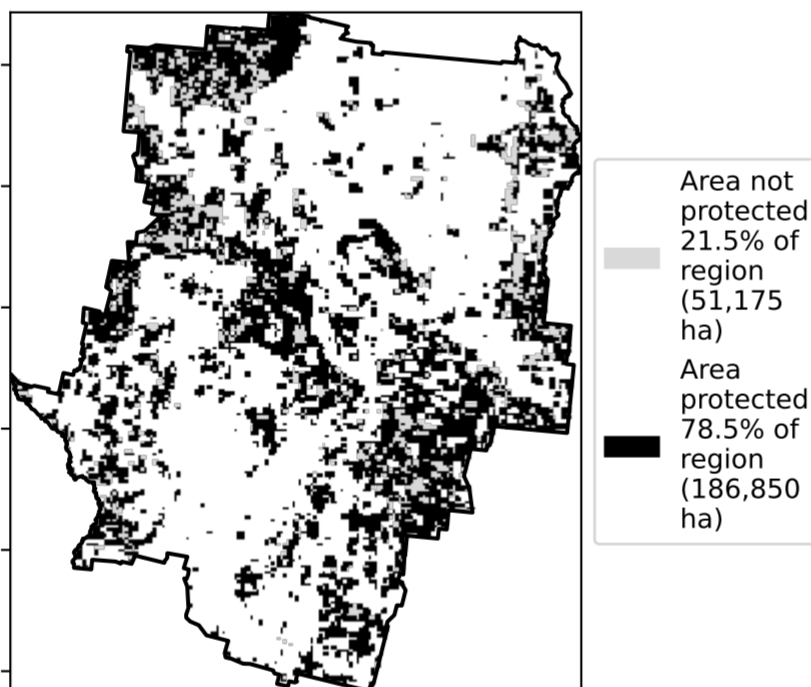 Area not
protected
21.5% of
region
(51,175
ha)
Area
protected
78.5% of
region
(186,850
ha)